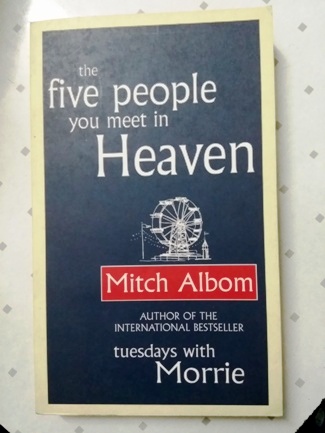 the
five people
you meet in
Heaven
Mitch Albom
AUTHOR OF THE
INTERNATIONAL BESTSELLER
tuesdays with
Morrie